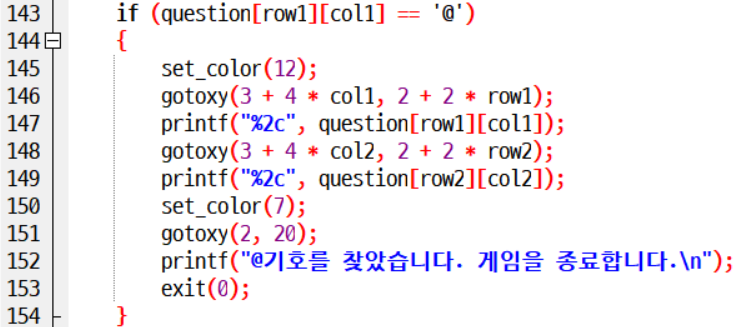 143 if (question[row1][col1] == '@')
144 {
145 set_color(12);
146 gotoxy(3 + 4 * col1, 2 + 2 * row1);
147 printf("%2c", question[row1][col1]);
148 gotoxy(3 + 4 * col2, 2 + 2 * row2);
149 printf("%2c", question[row2][col2]);
150 set_color(7);
151 gotoxy(2, 20);
152 printf("@기호를 찾았습니다. 게임을 종료합니다.\n");
153 exit(0);
154 }